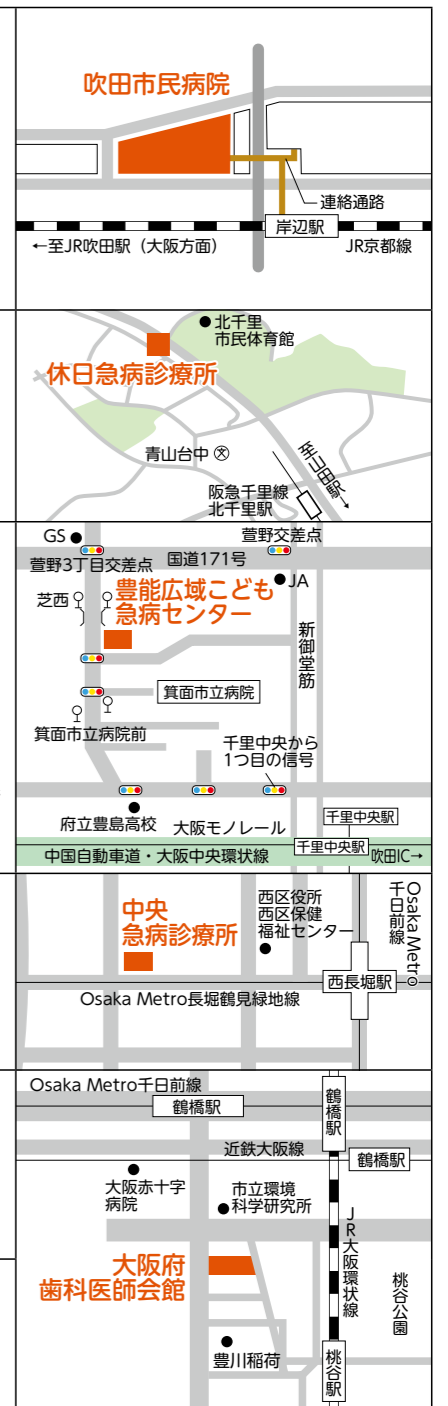 吹田市民病院
連絡通路
岸辺駅
←至JR吹田駅（大阪方面）
JR京都線
北千里
市民体育館
休日急病診療所
青山台中 文
至山田駅→
阪急千里線
北千里駅
GS
萱野交差点
萱野3丁目交差点
国道171号
JA
芝西
豊能広域こども
急病センター
新御堂筋
箕面市立病院
箕面市立病院前
千里中央から
1つ目の信号
府立豊島高校
大阪モノレール
千里中央駅
千里中央駅
中国自動車道・大阪中央環状線
吹田IC→
中央
急病診療所
西区役所
西区保健
福祉センター
Osaka Metro
千日前線
西長堀駅
Osaka Metro長堀鶴見緑地線
Osaka Metro千日前線
鶴橋駅
鶴橋駅
近鉄大阪線
鶴橋駅
大阪赤十字
病院
市立環境
科学研究所
JR大阪環状線
大阪府
歯科医師会館
桃谷公園
豊川稲荷
桃谷駅